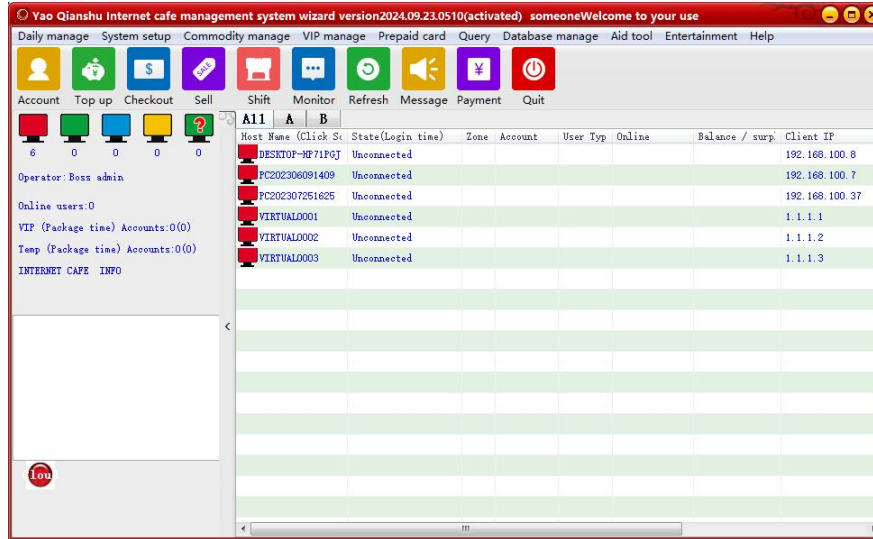 Yao Qianshu Internet cafe management system wizard version2024.09.23.0510(activated) someoneWelcome to your use
Daily manage System setup Commodity manage VIP manage Prepaid card Query Database manage Aid tool Entertainment Help
SALE
Account Top up Checkout Sell Shift Monitor Refresh Message Payment Quit
All A B
Host Name (Click Sc State(Login time) Zone Account User Typ Online Balance / surp. Client IP
6 0 0 0 0
DESKTOP-MP71PGJ Unconnected 192.168.100.8
Operator:Boss admin
PC202306091409 Unconnected 192.168.100.7
PC202307251625 Unconnected 192.168.100.37
Online users:0
VIRTUAL0001 Unconnected 1.1.1.1
VIP (Package time) Accounts:0(0)
VIRTUAL0002 Unconnected 1.1.1.2
Temp (Package time) Accounts:0(0)
VIRTUAL0003 Unconnected 1.1.1.3
INTERNET CAFE INFO
lou